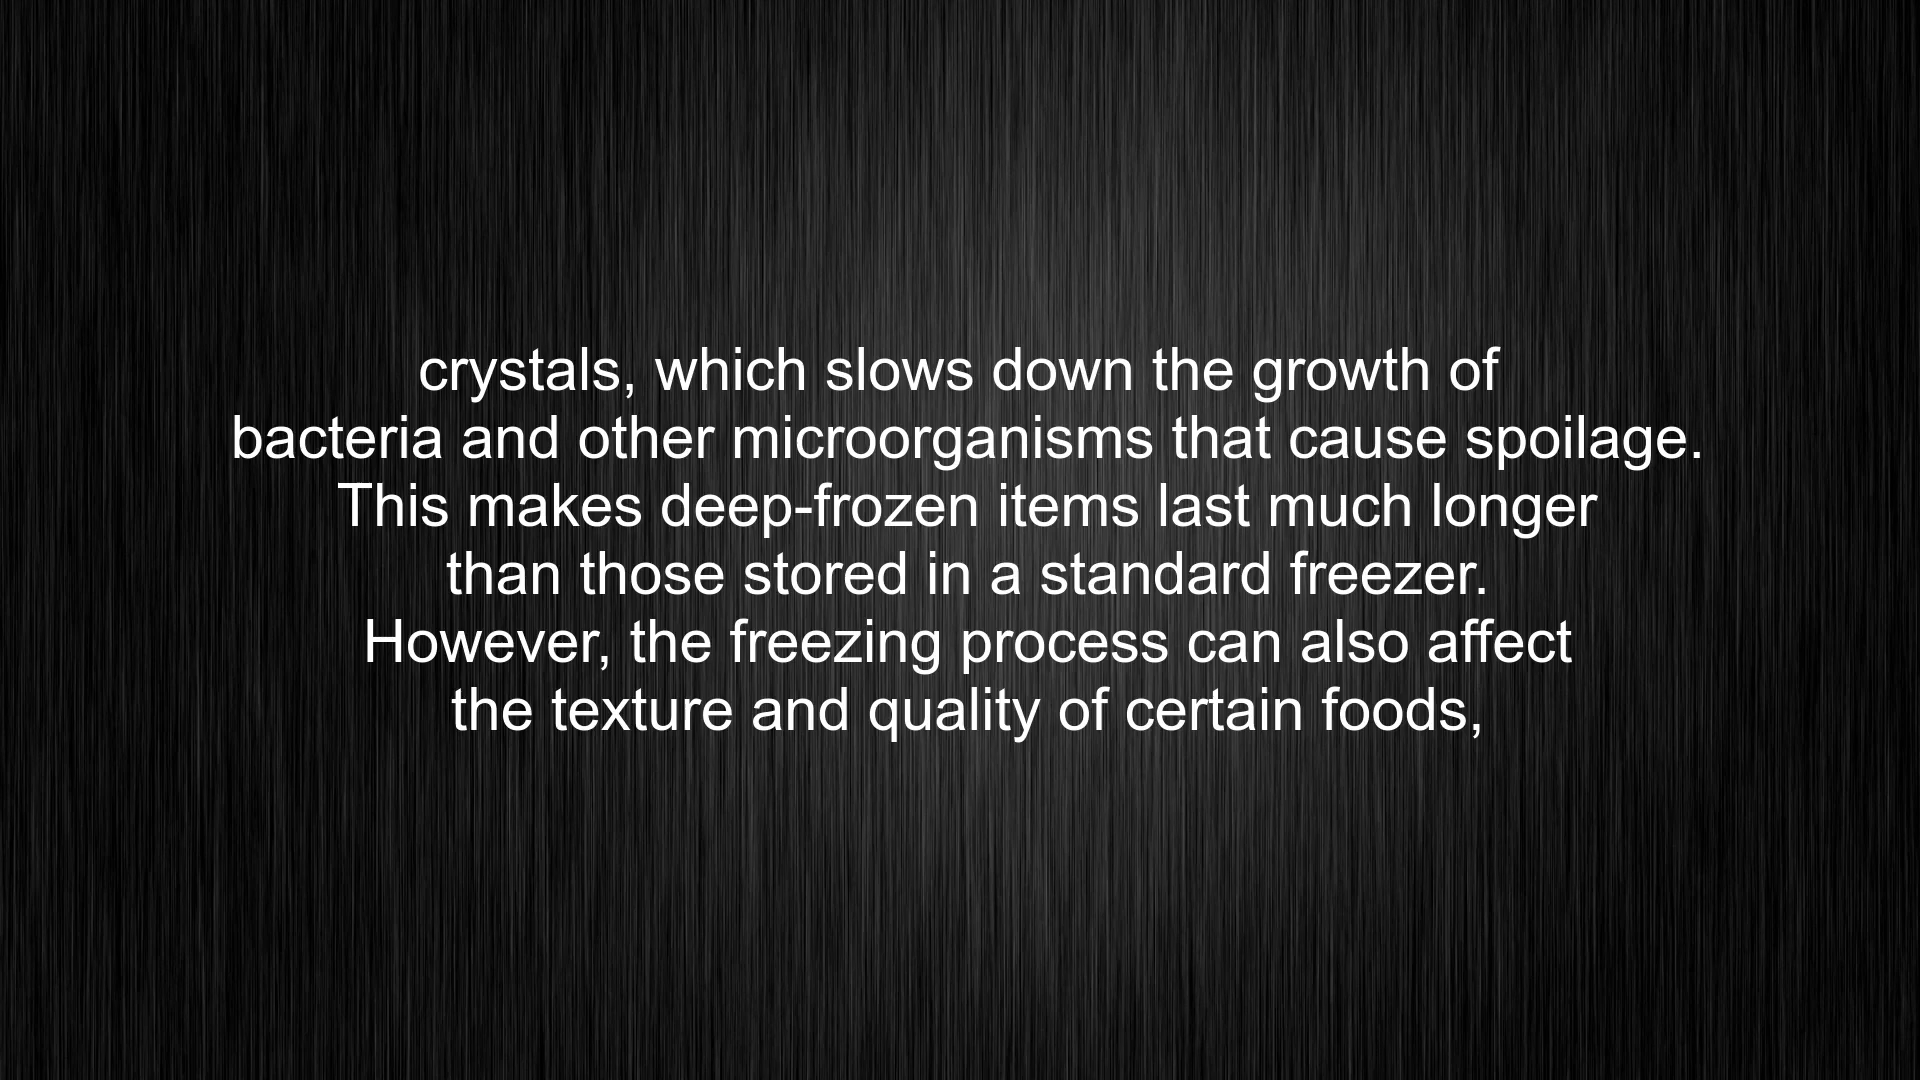 crystals, which slows down the growth of
bacteria and other microorganisms that cause spoilage.
This makes deep-frozen items last much longer
than those stored in a standard freezer.
However, the freezing process can also affect
the texture and quality of certain foods,